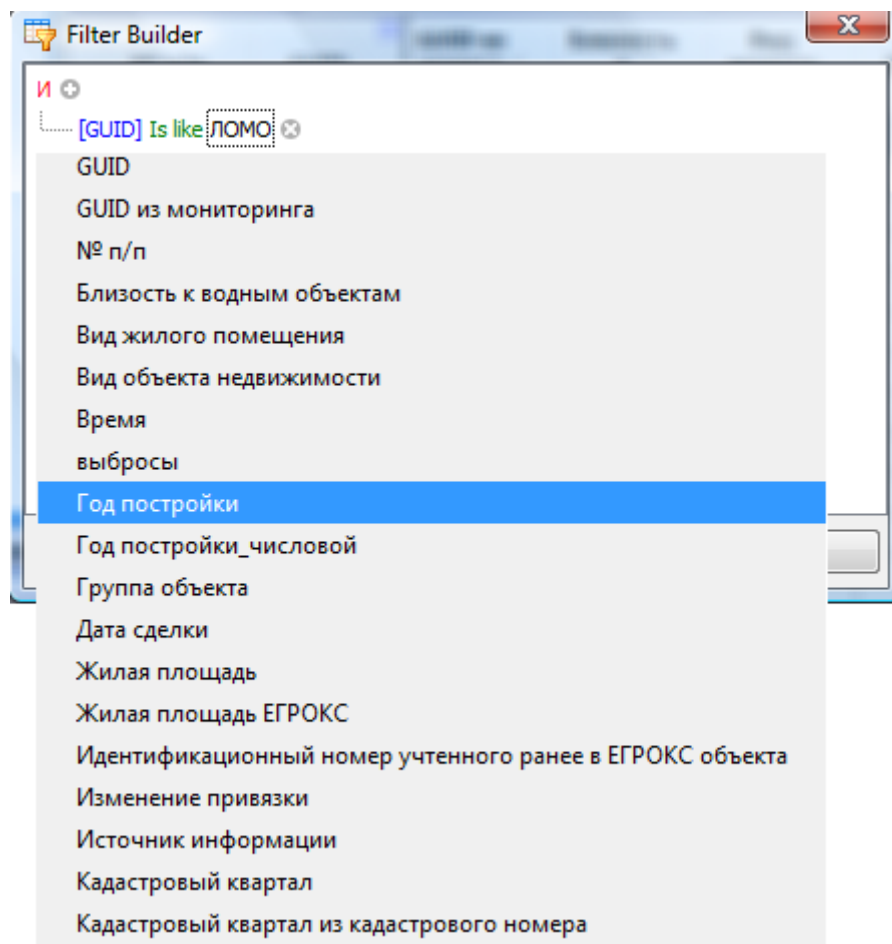 Filter Builder
И
[GUID] Is like ЛОМО
GUID
GUID из мониторинга
№ п/п
Близость к водным объектам
Вид жилого помещения
Вид объекта недвижимости
Время
выбросы
Год постройки
Год постройки_числовой
Группа объекта
Дата сделки
Жилая площадь
Жилая площадь ЕГРОКС
Идентификационный номер учтенного ранее в ЕГРОКС объекта
Изменение привязки
Источник информации
Кадастровый квартал
Кадастровый квартал из кадастрового номера